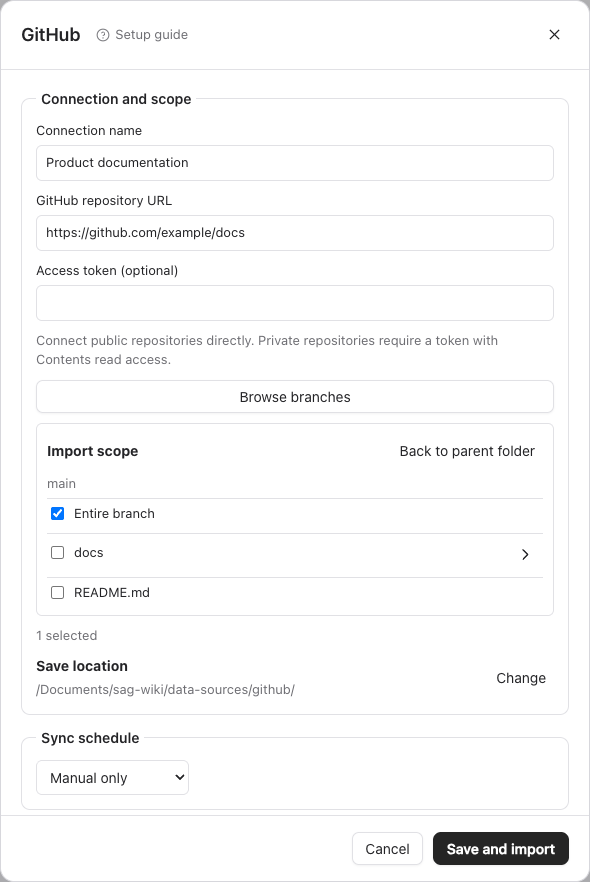 GitHub
Setup guide
Connection and scope
Connection name
Product documentation
GitHub repository URL
https://github.com/example/docs
Access token (optional)
Connect public repositories directly. Private repositories require a token with
Contents read access.
Browse branches
Import scope
Back to parent folder
main
Entire branch
docs
README.md
1 selected
Save location
/Documents/sag-wiki/data-sources/github/
Change
Sync schedule
Manual only
Cancel
Save and import